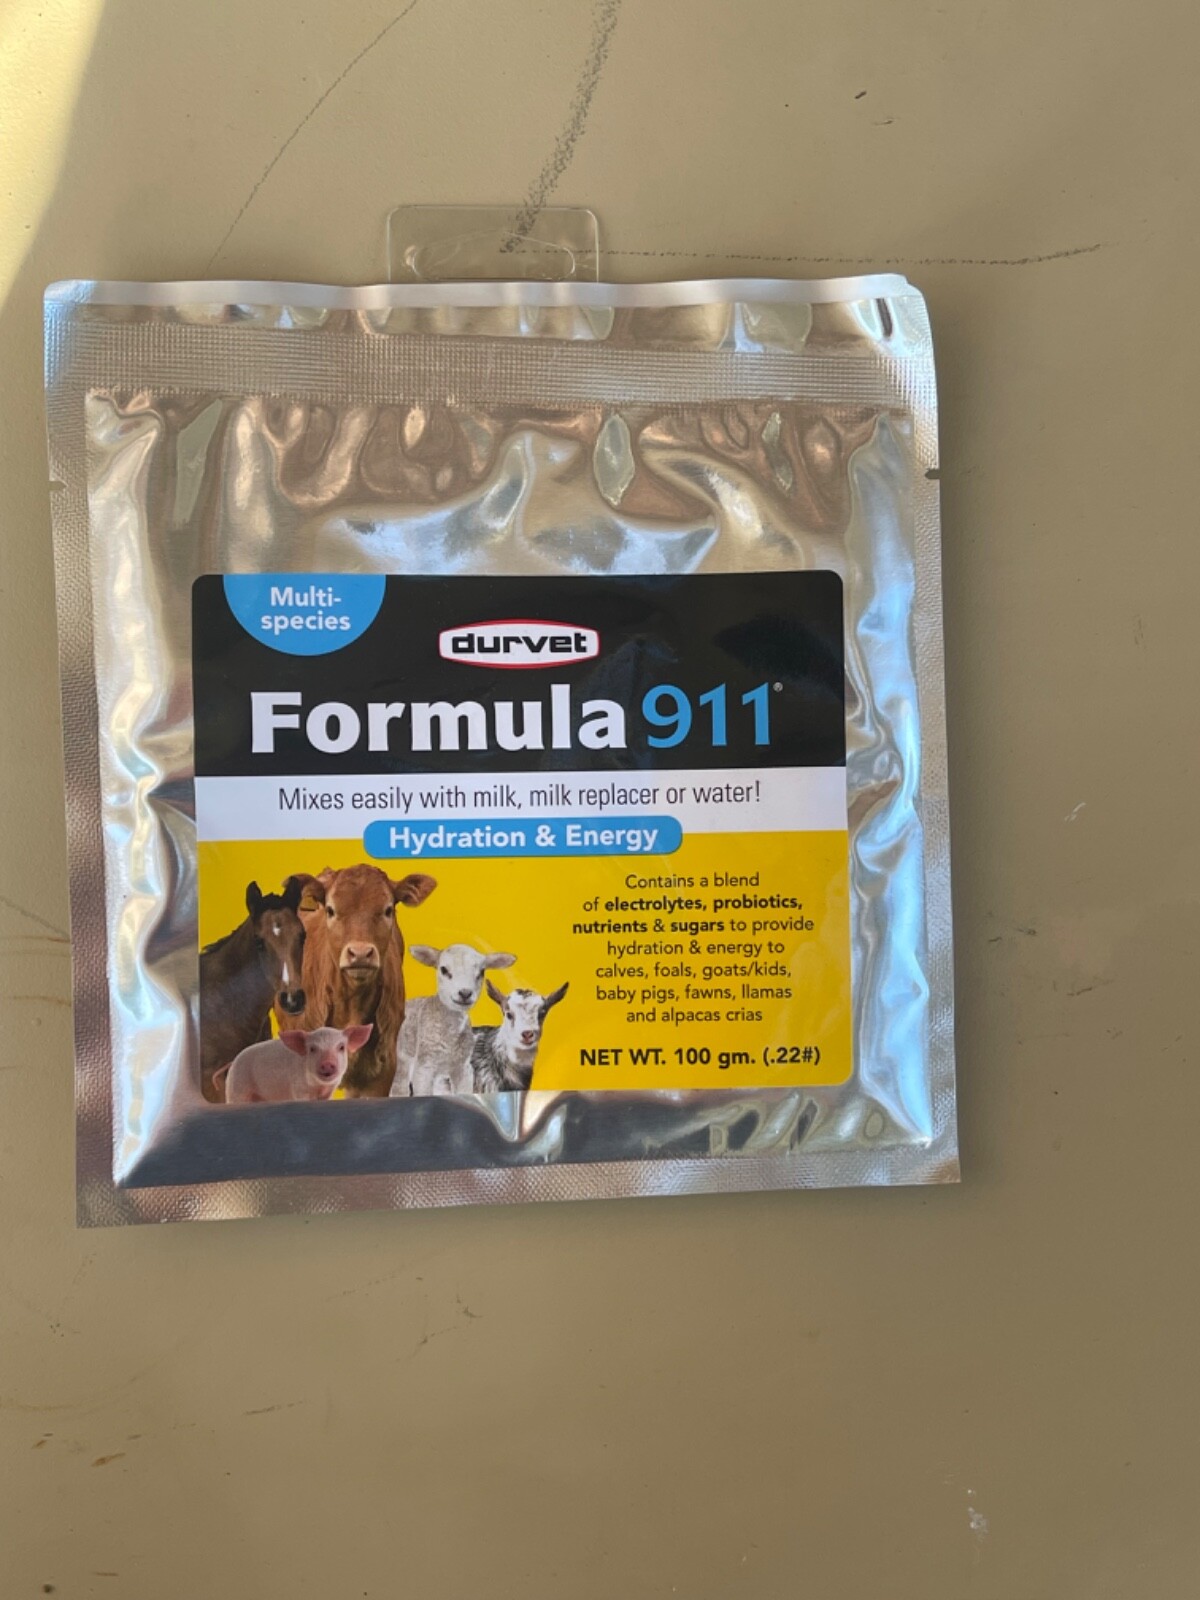 Multi-
species
durvet
Formula 911®
Mixes easily with milk, milk replacer or water!
Hydration & Energy
Contains a blend
of electrolytes, probiotics,
nutrients & sugars to provide
hydration & energy to
calves, foals, goats/kids,
baby pigs, fawns, llamas
and alpacas crias
NET WT. 100 gm. (.22#)